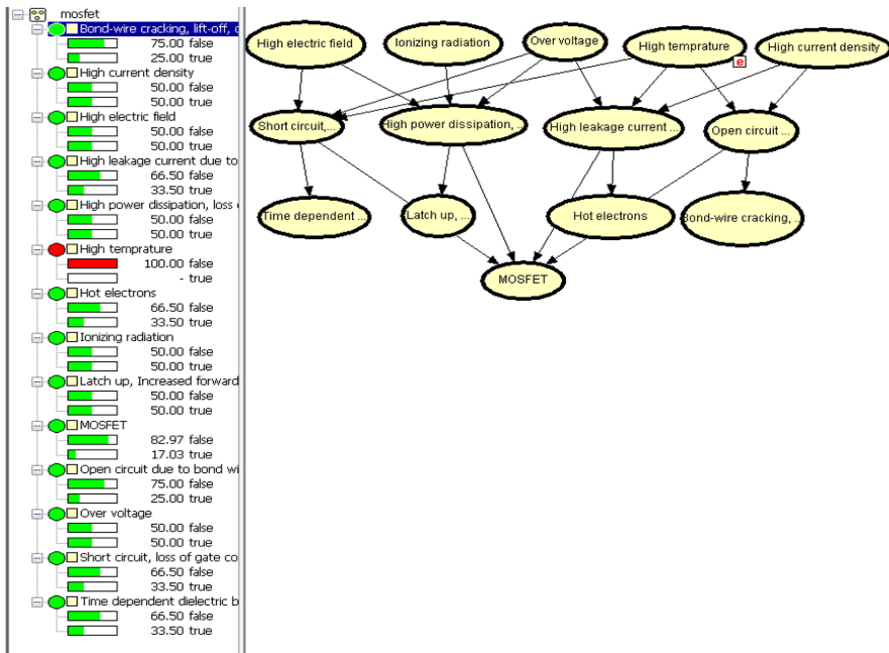 mosfet
Bond-wire cracking, lift-off,
75.00 false
25.00 true
High current density
50.00 false
50.00 true
High electric field
50.00 false
50.00 true
High leakage current due to
66.50 false
33.50 true
High power dissipation, loss
50.00 false
50.00 true
High temprature
100.00 false
- true
Hot electrons
66.50 false
33.50 true
Ionizing radiation
50.00 false
50.00 true
Latch up, Increased forward
50.00 false
50.00 true
MOSFET
82.97 false
17.03 true
Open circuit due to bond wi
75.00 false
25.00 true
Over voltage
50.00 false
50.00 true
Short circuit, loss of gate co
66.50 false
33.50 true
Time dependent dielectric b
66.50 false
33.50 true
High electric field
Ionizing radiation
Over voltage
High temprature
High current density
e
Short circuit,...
High power dissipation, ...
High leakage current ...
Open circuit ...
Time dependent ...
Latch up, ...
Hot electrons
Bond-wire cracking, ...
MOSFET